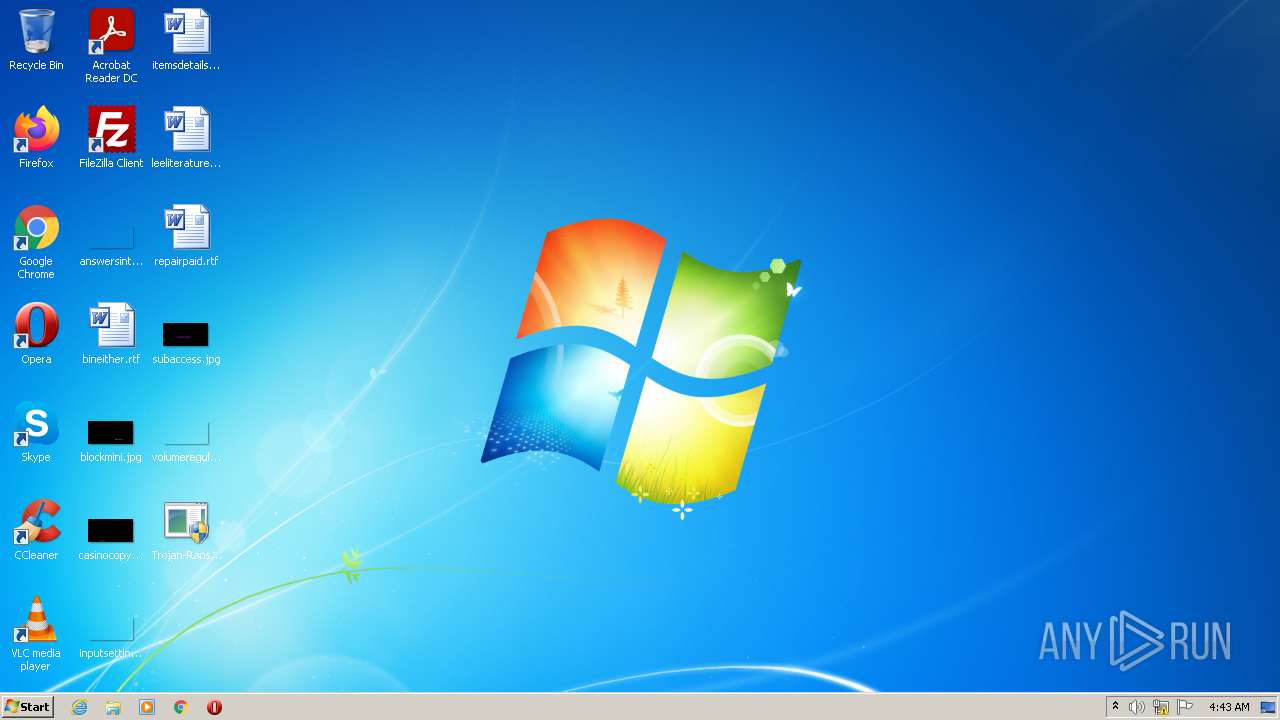 Recycle Bin
Acrobat
Reader DC
itemsdetails...
Firefox
FileZilla Client
leeliterature...
Google
Chrome
answersint...
repairpaid.rtf
Opera
bineither.rtf
subaccess.jpg
Skype
blockmini.jpg
volumeregul...
CCleaner
casinocopy...
Trojan-Rans...
VLC media
player
inputsettin...
ANY RUN
Start
4:43 AM